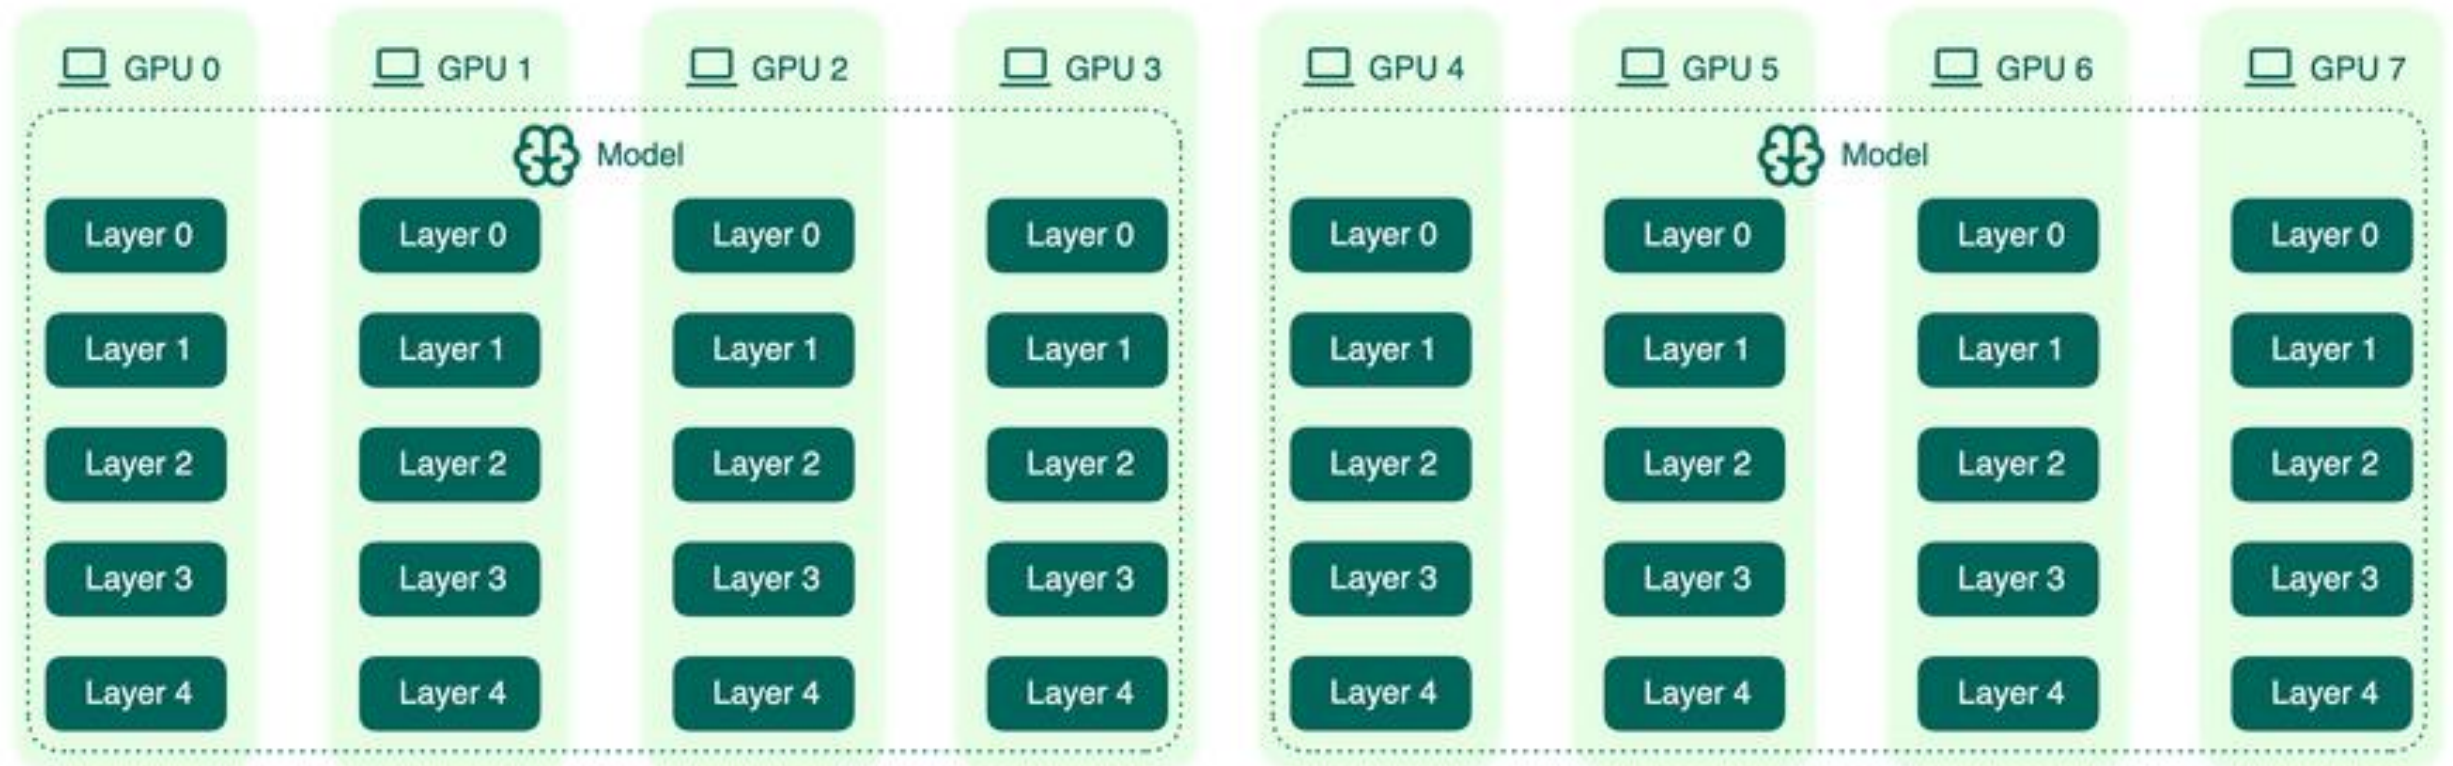 GPU 0 GPU 1 GPU 2 GPU 3 GPU 4 GPU 5 GPU 6 GPU 7
Model Model
Layer 0 Layer 0 Layer 0 Layer 0 Layer 0 Layer 0 Layer 0 Layer 0
Layer 1 Layer 1 Layer 1 Layer 1 Layer 1 Layer 1 Layer 1 Layer 1
Layer 2 Layer 2 Layer 2 Layer 2 Layer 2 Layer 2 Layer 2 Layer 2
Layer 3 Layer 3 Layer 3 Layer 3 Layer 3 Layer 3 Layer 3 Layer 3
Layer 4 Layer 4 Layer 4 Layer 4 Layer 4 Layer 4 Layer 4 Layer 4